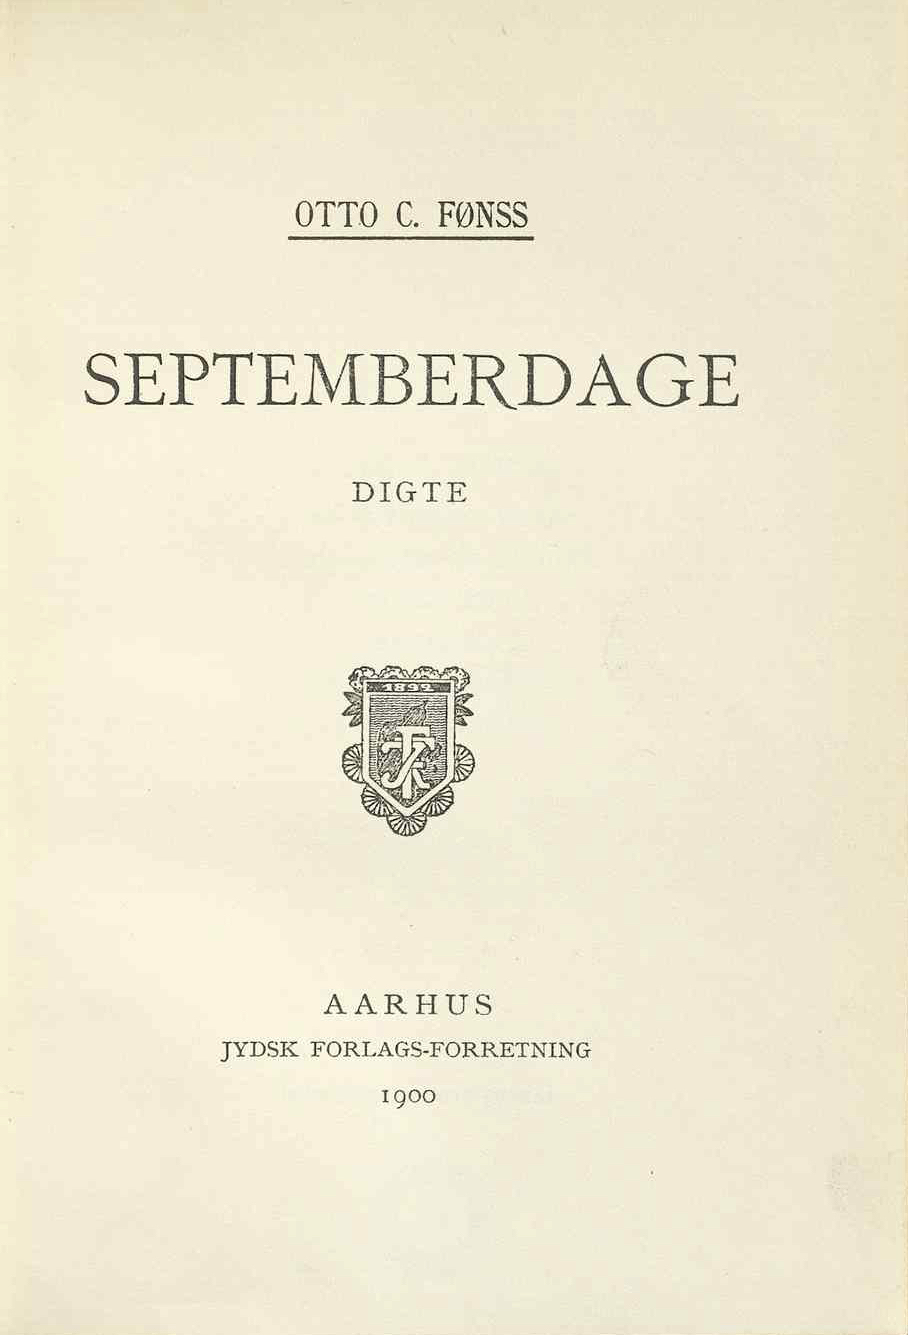 OTTO C. FØNSS
SEPTEMBERDAGE
DIGTE
1892
AARHUS
JYDSK FORLAGS-FORRETNING
1900